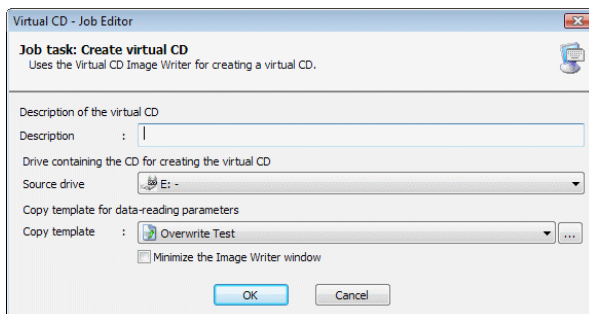 Virtual CD - Job Editor
Job task: Create virtual CD
Uses the Virtual CD Image Writer for creating a virtual CD.
Description of the virtual CD
Description :
Drive containing the CD for creating the virtual CD
Source drive : E: -
Copy template for data-reading parameters
Copy template : Overwrite Test ...
Minimize the Image Writer window
OK Cancel